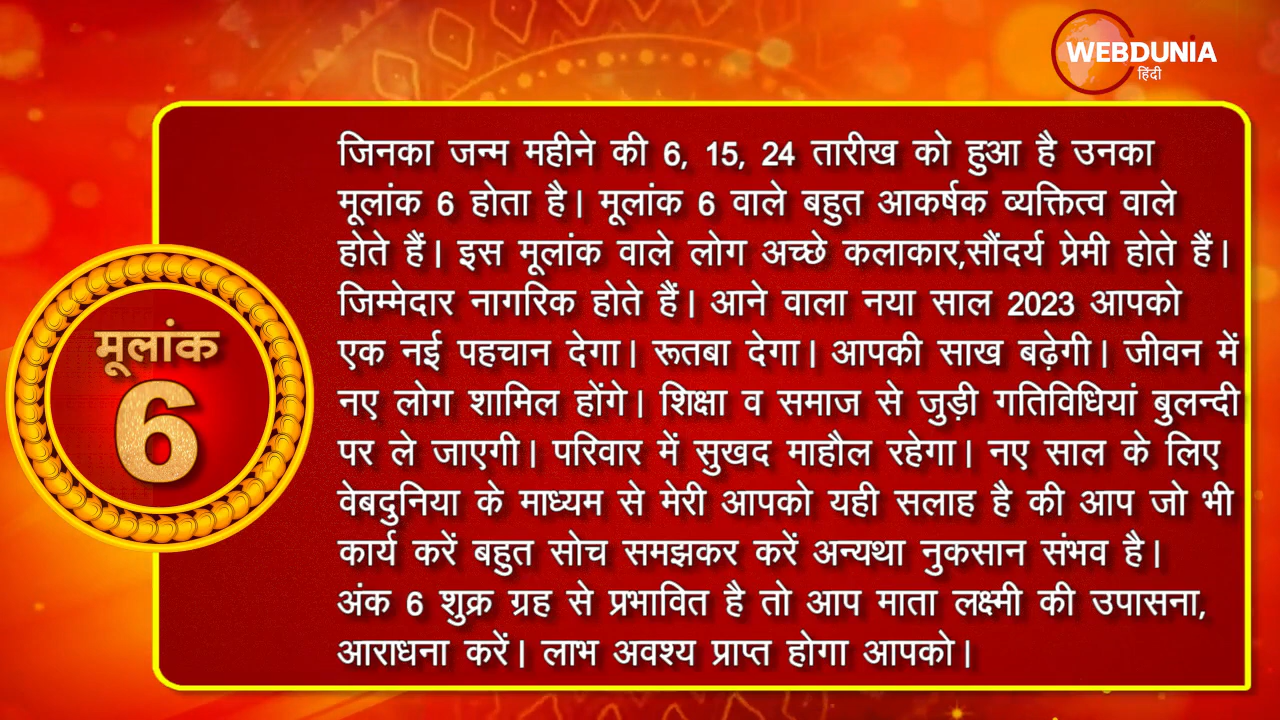 WEBDUNIA
हिंदी
जिनका जन्म महीने की 6, 15, 24 तारीख को हुआ है उनका
मूलांक 6 होता है। मूलांक 6 वाले बहुत आकर्षक व्यक्तित्व वाले
होते हैं। इस मूलांक वाले लोग अच्छे कलाकार,सौंदर्य प्रेमी होते हैं।
जिम्मेदार नागरिक होते हैं। आने वाला नया साल 2023 आपको
एक नई पहचान देगा। रूतबा देगा। आपकी साख बढ़ेगी। जीवन में
नए लोग शामिल होंगे। शिक्षा व समाज से जुड़ी गतिविधियां बुलन्दी
पर ले जाएगी। परिवार में सुखद माहौल रहेगा। नए साल के लिए
वेबदुनिया के माध्यम से मेरी आपको यही सलाह है की आप जो भी
कार्य करें बहुत सोच समझकर करें अन्यथा नुकसान संभव है।
अंक 6 शुक्र ग्रह से प्रभावित है तो आप माता लक्ष्मी की उपासना,
आराधना करें। लाभ अवश्य प्राप्त होगा आपको।
मूलांक
6